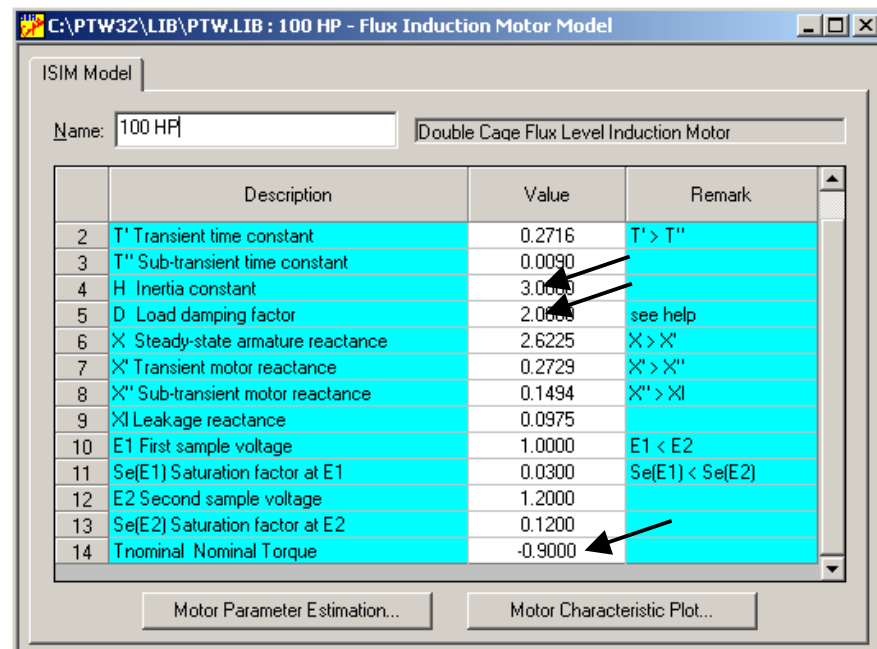 C:\PTW32\LIB\PTW.LIB : 100 HP - Flux Induction Motor Model
ISIM Model
Name: 100 HP Double Cage Flux Level Induction Motor
Description Value Remark
2 T' Transient time constant 0.2716 T' > T''
3 T'' Sub-transient time constant 0.0090
4 H Inertia constant 3.0000
5 D Load damping factor 2.0000 see help
6 X Steady-state armature reactance 2.6225 X > X'
7 X' Transient motor reactance 0.2729 X' > X''
8 X'' Sub-transient motor reactance 0.1494 X'' > Xl
9 Xl Leakage reactance 0.0975
10 E1 First sample voltage 1.0000 E1 < E2
11 Se(E1) Saturation factor at E1 0.0300 Se(E1) < Se(E2)
12 E2 Second sample voltage 1.2000
13 Se(E2) Saturation factor at E2 0.1200
14 Tnominal Nominal Torque -0.9000
Motor Parameter Estimation... Motor Characteristic Plot...